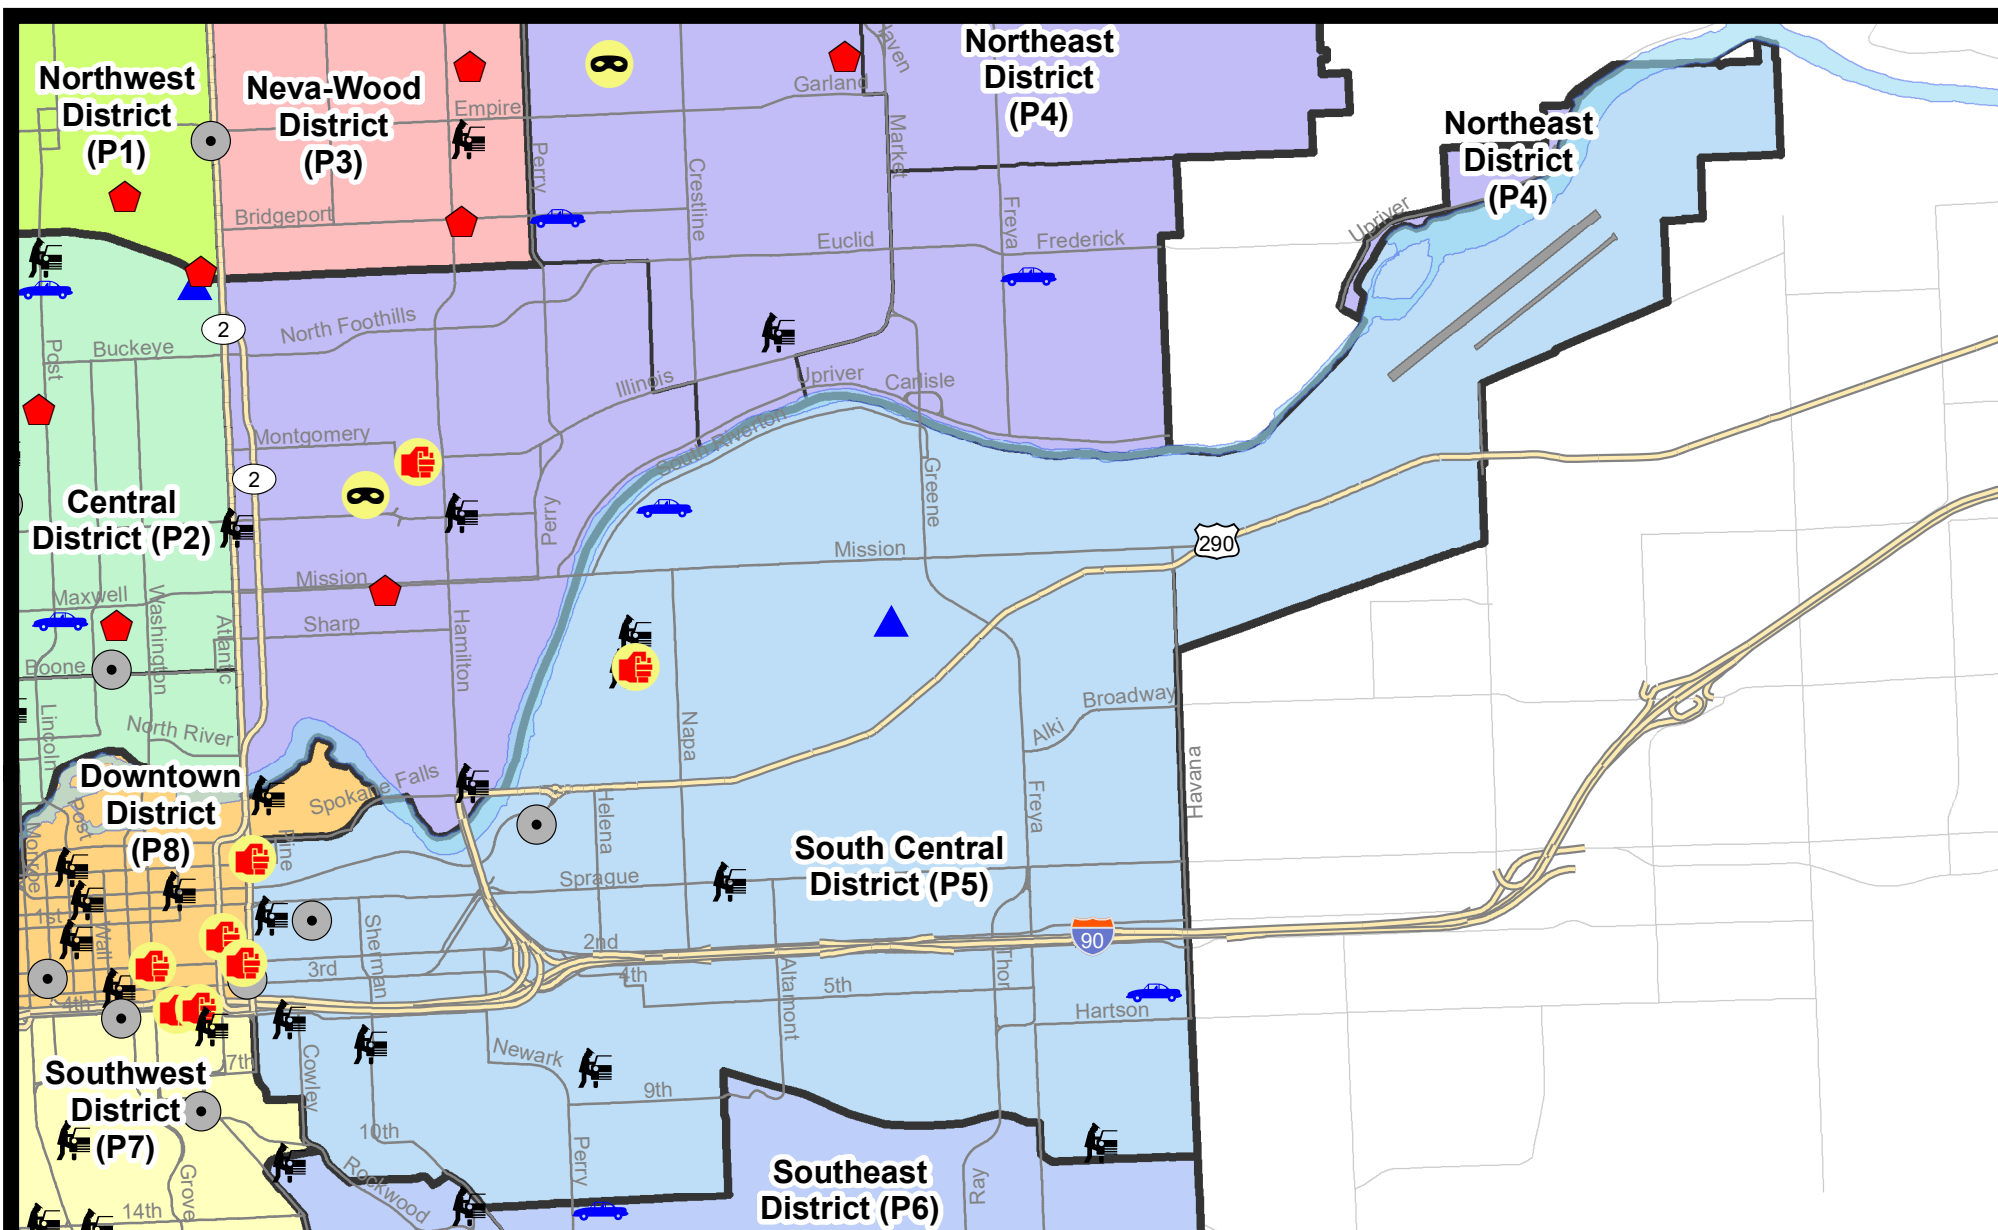 Northwest
District
(P1)
Neva-Wood
District
(P3)
Northeast
District
(P4)
Northeast
District
(P4)
Garland
Haven
Empire
Market
Perry
Crestline
Bridgeport
Euclid
Freya
Frederick
Upriver
2
North Foothills
Buckeye
Post
Illinois
Upriver
Carlisle
Montgomery
South Riverton
2
Greene
Central
District (P2)
Perry
290
Mission
Mission
Maxwell
Washington
Atlantic
Sharp
Hamilton
Boone
Lincoln
North River
Napa
Broadway
Alki
Havana
Downtown
District
(P8)
Spokane Falls
Post
Monroe
Pine
Helena
Freya
South Central
District (P5)
Sprague
1st
Wall
Sherman
2nd
90
3rd
4th
4th
5th
Altamont
Thor
Hartson
Southwest
District
(P7)
7th
Cowley
Newark
9th
10th
Perry
Rockwood
Grove
14th
Ray
Southeast
District (P6)